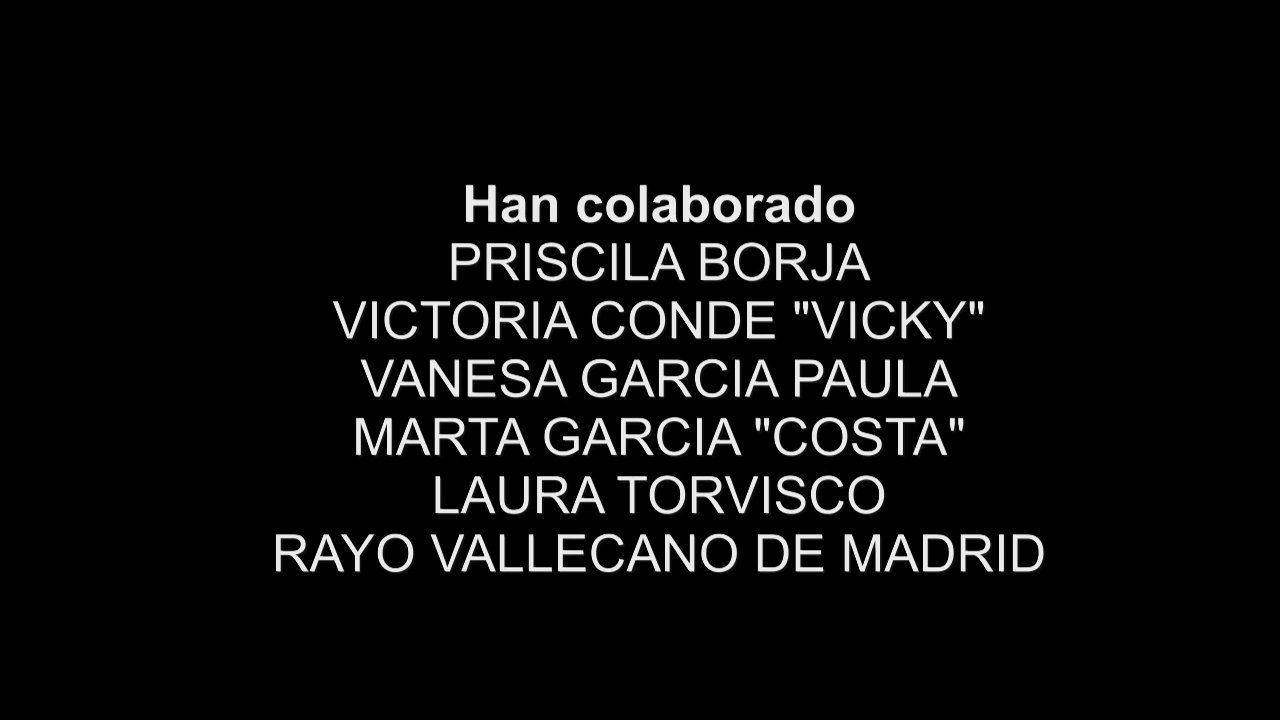 Han colaborado
PRISCILA BORJA
VICTORIA CONDE "VICKY"
VANESA GARCIA PAULA
MARTA GARCIA "COSTA"
LAURA TORVISCO
RAYO VALLECANO DE MADRID